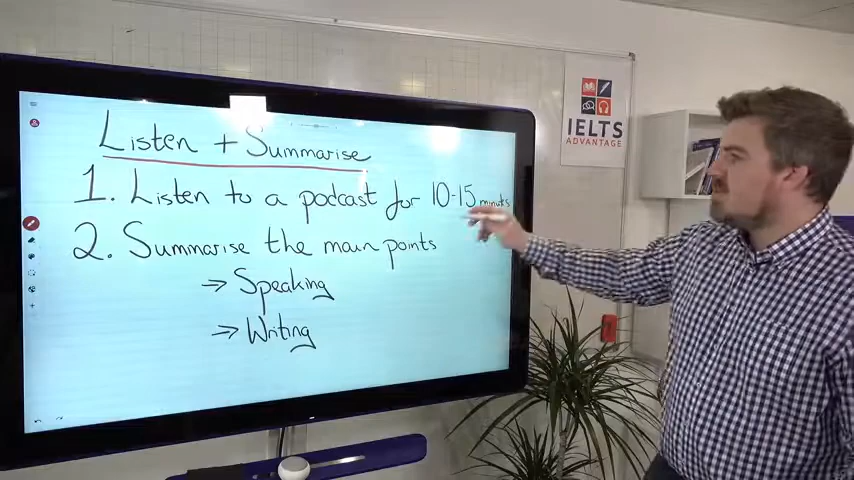 Listen + Summarise
1. Listen to a podcast for 10-15 minutes
2. Summarise the main points
→ Speaking
→ Writing
IELTS
ADVANTAGE